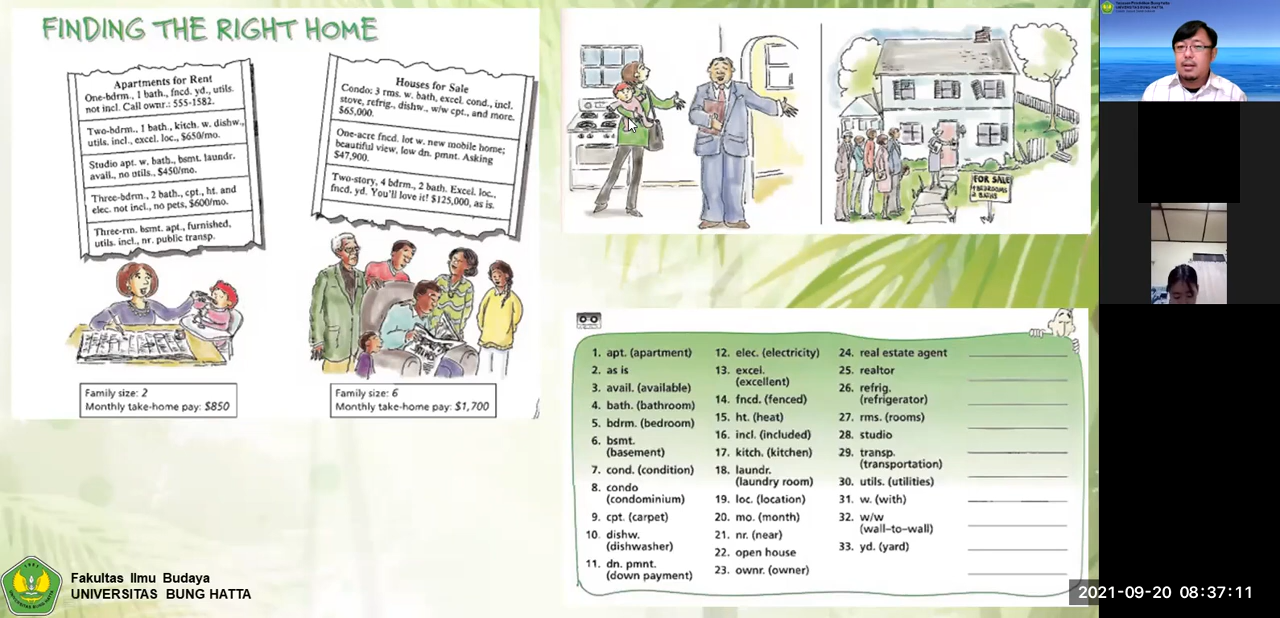 FINDING THE RIGHT HOME
Apartments for Rent
One-bdrm., 1 bath., fncd. yd., utils.
not incl. Call ownr.: 555-1582.
Two-bdrm., 1 bath., kitch. w. dishw.,
utils. incl., excel. loc., $650/mo.
Studio apt. w. bath., bsmt. laundr.
avail., no utils., $450/mo.
Three-bdrm., 2 bath., cpt., ht. and
elec. not incl., no pets, $600/mo.
Three-rm. bsmt. apt., furnished,
utils. incl., nr. public transp.
Family size: 2
Monthly take-home pay: $850
Houses for Sale
Condo: 3 rms. w. bath, excel. cond., incl.
stove, refrig., dishw., w/w cpt., and more.
$65,000.
One-acre fncd. lot w. new mobile home;
beautiful view, low dn. pmnt. Asking
$47,900.
Two-story, 4 bdrm., 2 bath. Excel. loc.,
fncd. yd. You'll love it! $125,000, as is.
Family size: 6
Monthly take-home pay: $1,700
FOR SALE
4 BEDROOMS
2 BATHS
1. apt. (apartment)
2. as is
3. avail. (available)
4. bath. (bathroom)
5. bdrm. (bedroom)
6. bsmt.
(basement)
7. cond. (condition)
8. condo
(condominium)
9. cpt. (carpet)
10. dishw.
(dishwasher)
11. dn. pmnt.
(down payment)
12. elec. (electricity)
13. excel.
(excellent)
14. fncd. (fenced)
15. ht. (heat)
16. incl. (included)
17. kitch. (kitchen)
18. laundr.
(laundry room)
19. loc. (location)
20. mo. (month)
21. nr. (near)
22. open house
23. ownr. (owner)
24. real estate agent
25. realtor
26. refrig.
(refrigerator)
27. rms. (rooms)
28. studio
29. transp.
(transportation)
30. utils. (utilities)
31. w. (with)
32. w/w
(wall-to-wall)
33. yd. (yard)
Fakultas Ilmu Budaya
UNIVERSITAS BUNG HATTA
UNIVERSITAS BUNG HATTA
2021-09-20 08:37:11